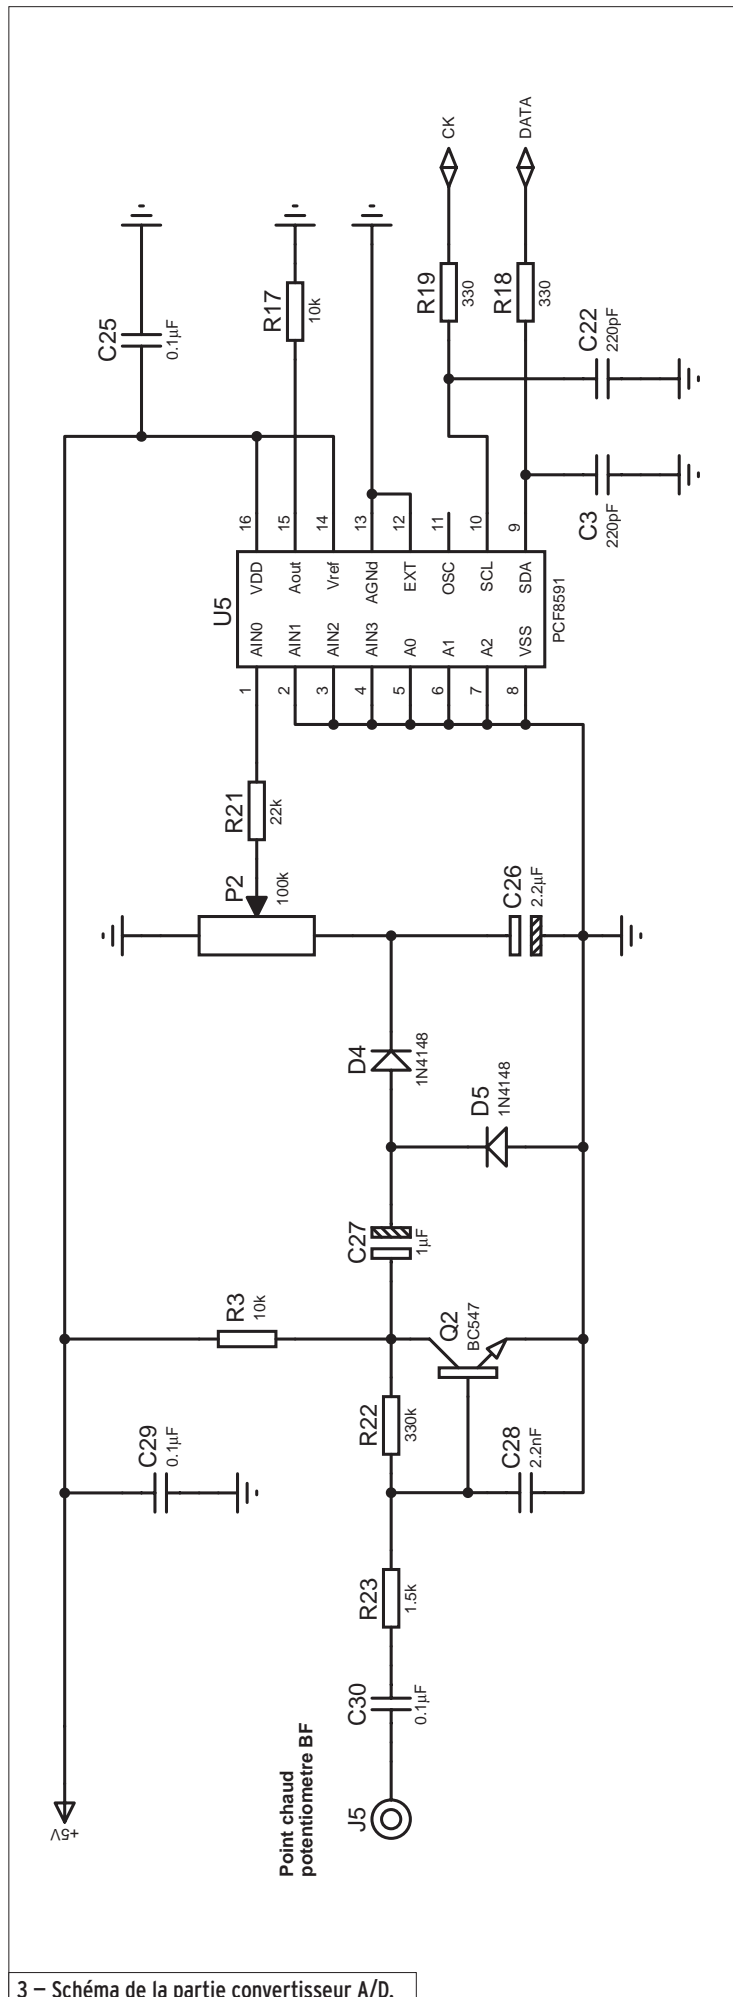 +5V
Point chaud
potentiometre BF
J5
C30
0.1µF
R23
1.5k
C29
0.1µF
R22
330k
C28
2.2nF
R3
10k
Q2
BC547
C27
1µF
D4
1N4148
D5
1N4148
P2
100k
C26
2.2µF
R21
22k
U5
PCF8591
1
2
3
4
5
6
7
8
AIN0
AIN1
AIN2
AIN3
A0
A1
A2
VSS
VDD
Aout
Vref
AGNd
EXT
OSC
SCL
SDA
16
15
14
13
12
11
10
9
C25
0.1µF
R17
10k
R19
330
R18
330
C22
220pF
C3
220pF
CK
DATA
3 – Schéma de la partie convertisseur A/D.